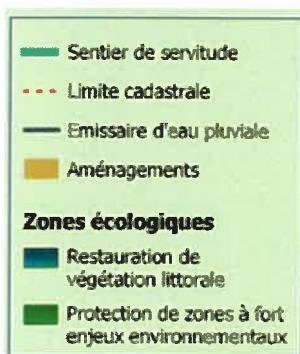 Sentier de servitude
Limite cadastrale
Emissaire d'eau pluviale
Aménagements
Zones écologiques
Restauration de
végétation littorale
Protection de zones à fort
enjeux environnementaux